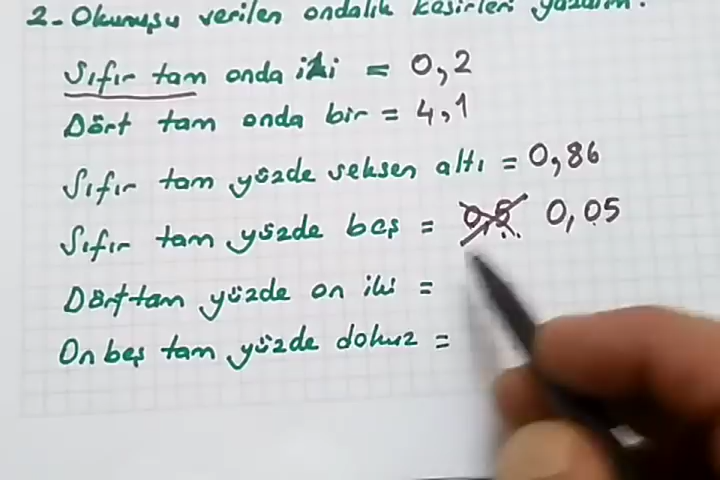 2- Okunuşu verilen ondalık kesirleri yazalım.
Sıfır tam onda iki = 0,2
Dört tam onda bir = 4,1
Sıfır tam yüzde seksen altı = 0,86
Sıfır tam yüzde beş = 0,5 0,05
Dört tam yüzde on iki =
On beş tam yüzde dokuz =